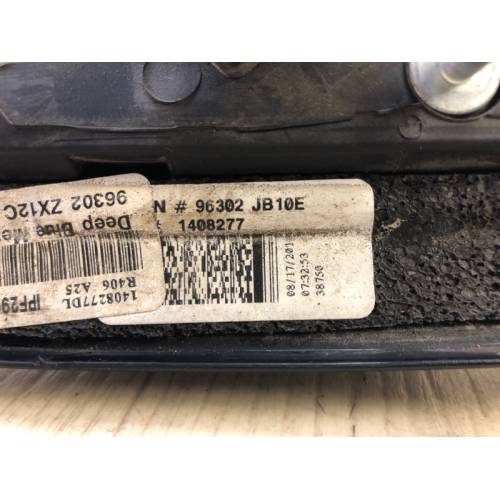 N # 96302 JB10E
# 1408277
08/17/201
07:32:53
38750
96302 ZX12C
Deep Blue
1408277DL
R406 A25
IPF29